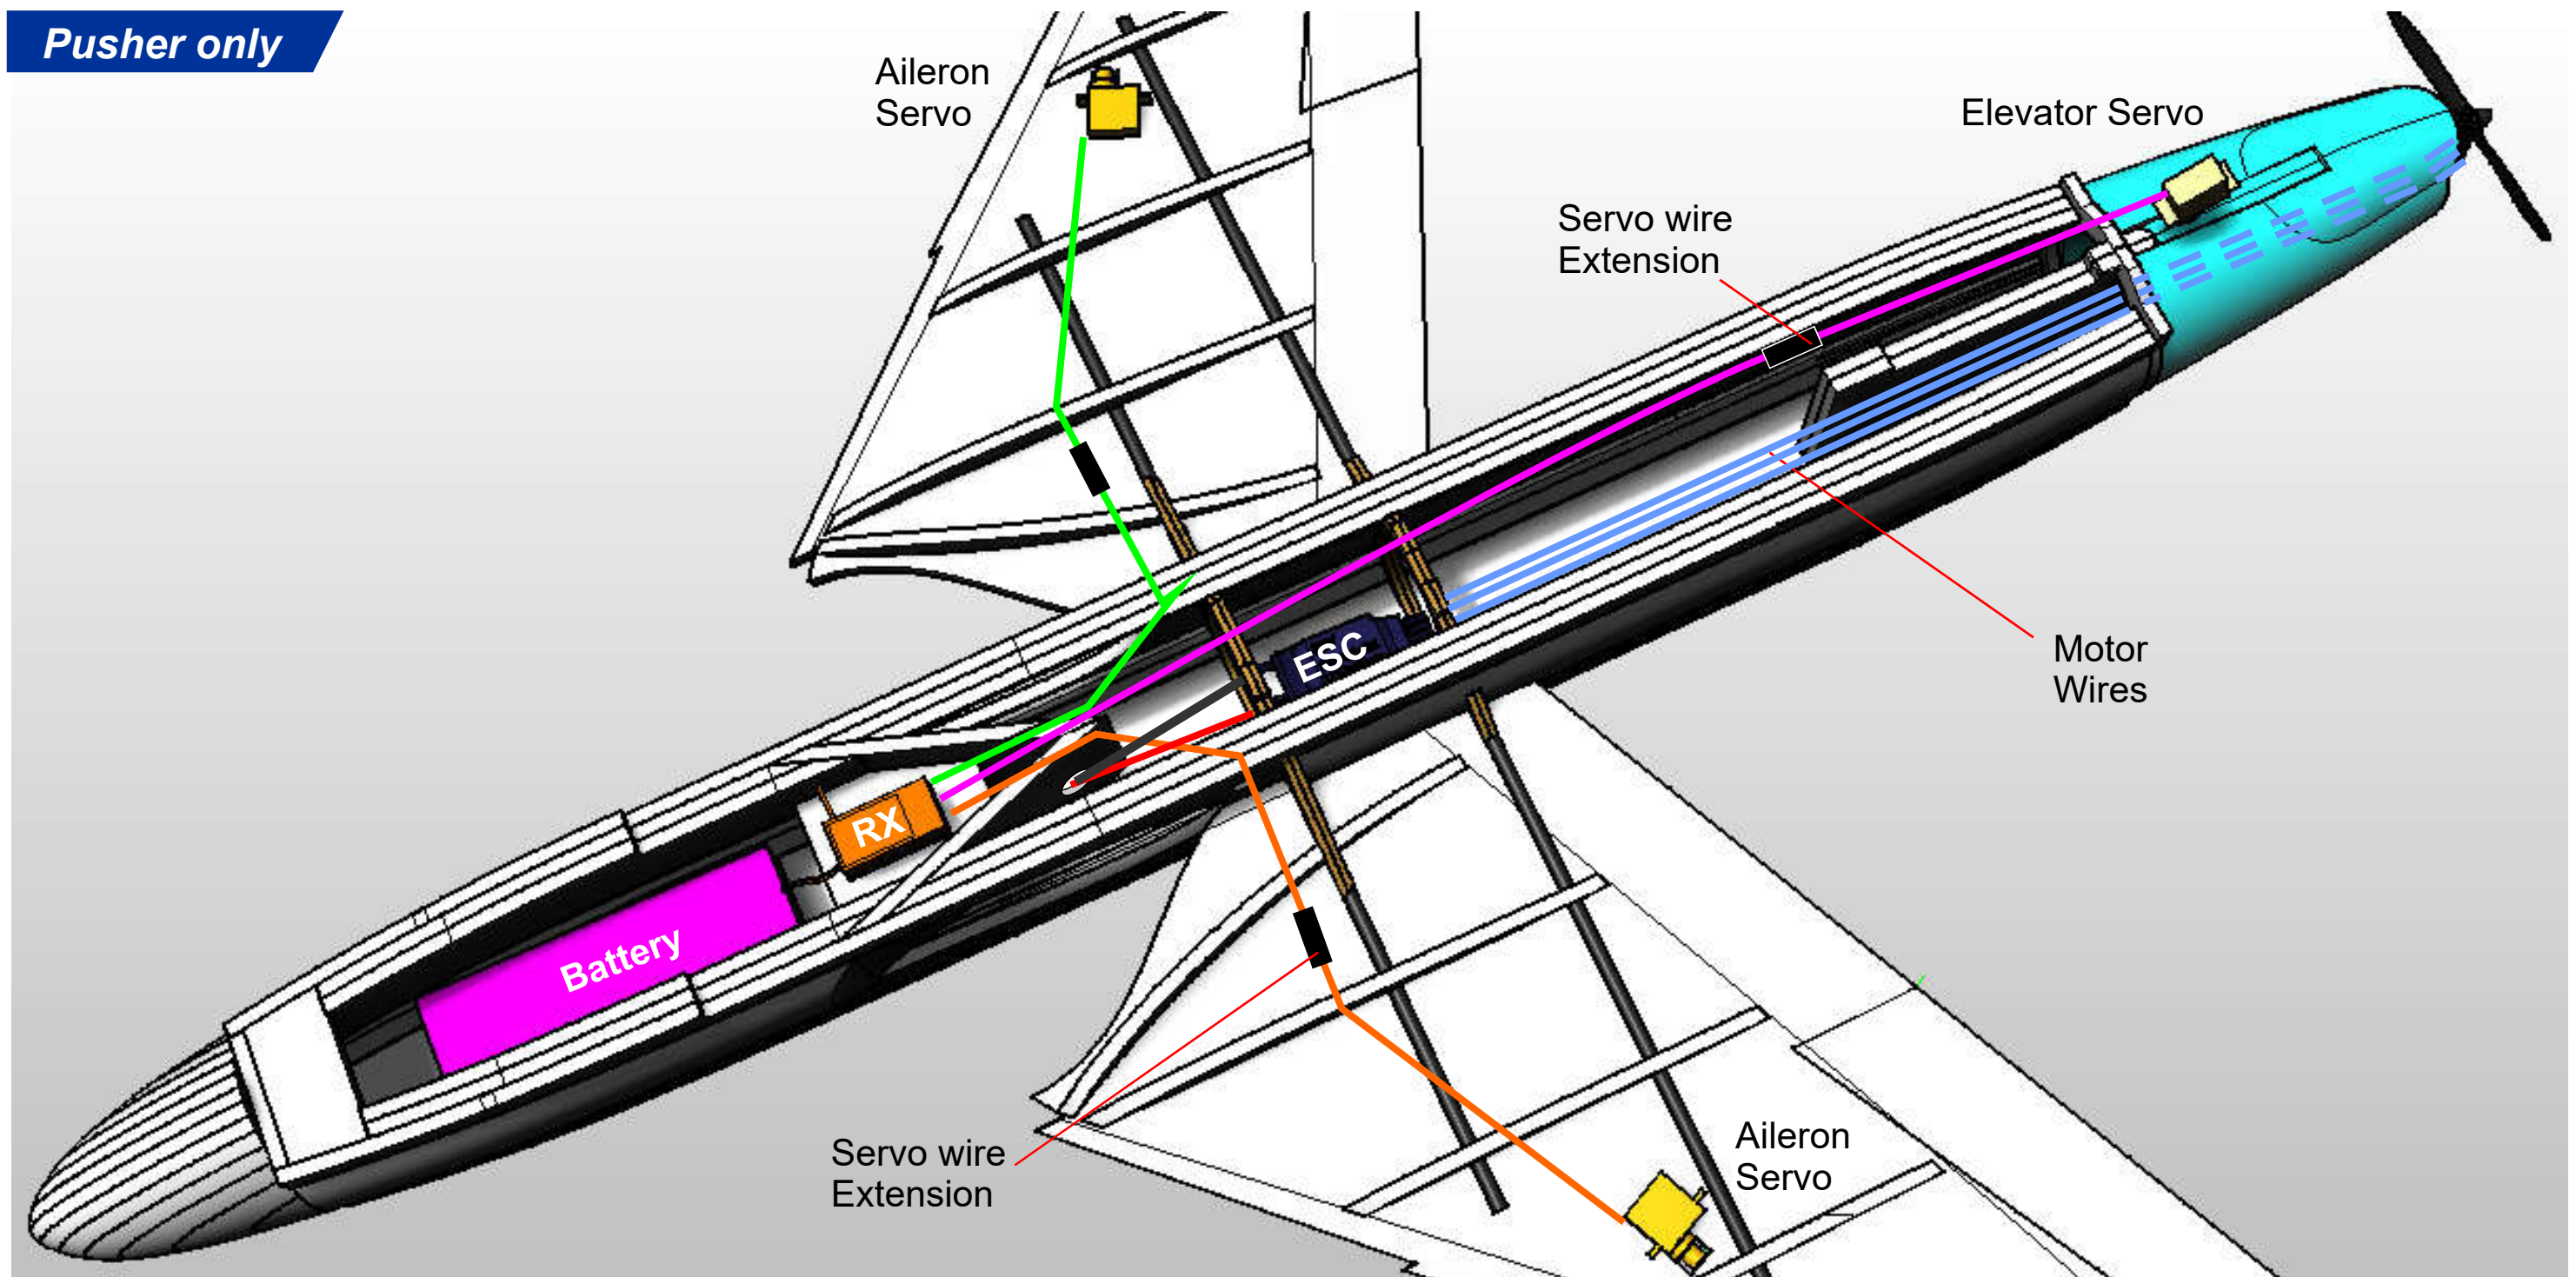 Pusher only
Aileron
Servo
Elevator Servo
Servo wire
Extension
ESC
Motor
Wires
RX
Battery
Servo wire
Extension
Aileron
Servo